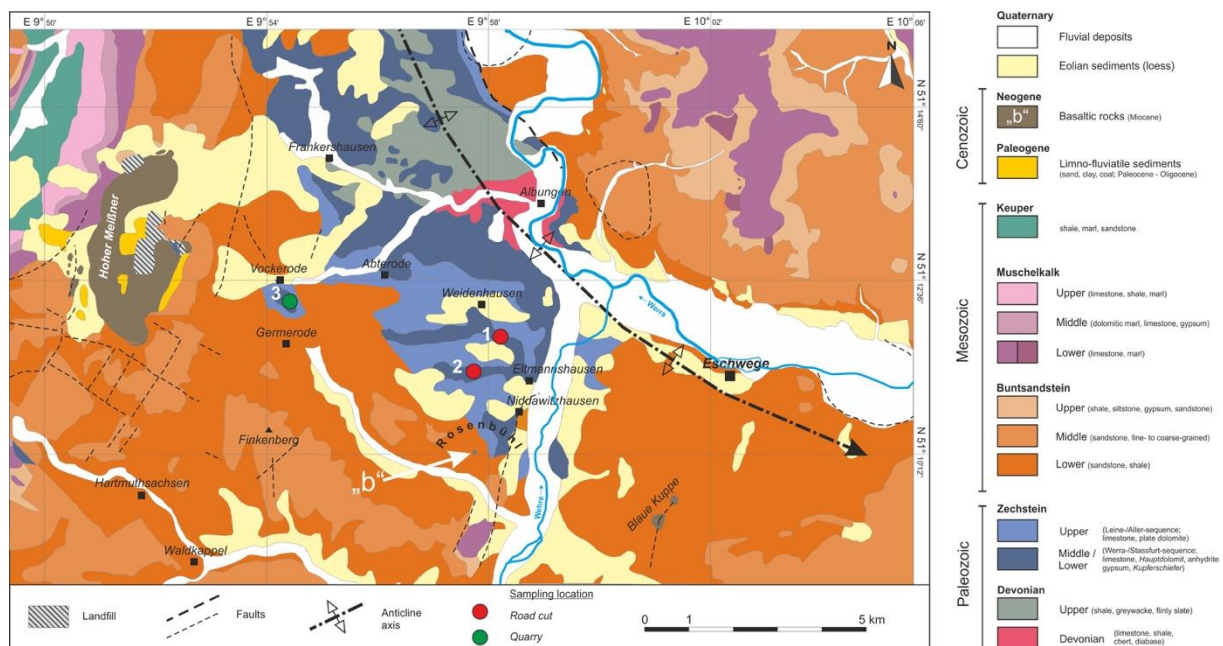 E 9° 50'
E 9° 54'
E 9° 58'
E 10° 02'
E 10° 06'
N
N 51° 14'60"
Frankershausen
Albungen
Hoher Meißner
Vockerode
Abterode
N 51° 12'36"
3
Weidenhausen
Werra
Germerode
1
2
Eschwege
Eltmannshausen
Niddawitzhausen
Rosenbühl
Finkenberg
N 51° 10'12"
„b“
Hartmuthsachsen
Wehre
Blaue Kuppe
Waldkappel
Landfill
Faults
Anticline
axis
Sampling location
Road cut
Quarry
0 1 5 km
Quaternary
Fluvial deposits
Eolian sediments (loess)
Cenozoic
Neogene
„b“
Basaltic rocks (Miocene)
Paleogene
Limno-fluviatile sediments
(sand, clay, coal; Paleocene - Oligocene)
Mesozoic
Keuper
shale, marl, sandstone
Muschelkalk
Upper (limestone, shale, marl)
Middle (dolomitic marl, limestone, gypsum)
Lower (limestone, marl)
Buntsandstein
Upper (shale, siltstone, gypsum, sandstone)
Middle (sandstone, fine- to coarse-grained)
Lower (sandstone, shale)
Paleozoic
Zechstein
Upper (Leine-/Aller-sequence;
limestone, plate dolomite)
Middle / (Werra-/Stassfurt-sequence;
Lower limestone, Hauptdolomit, anhydrite,
gypsum, Kupferschiefer)
Devonian
Upper (shale, greywacke, flinty slate)
Devonian (limestone, shale,
chert, diabase)